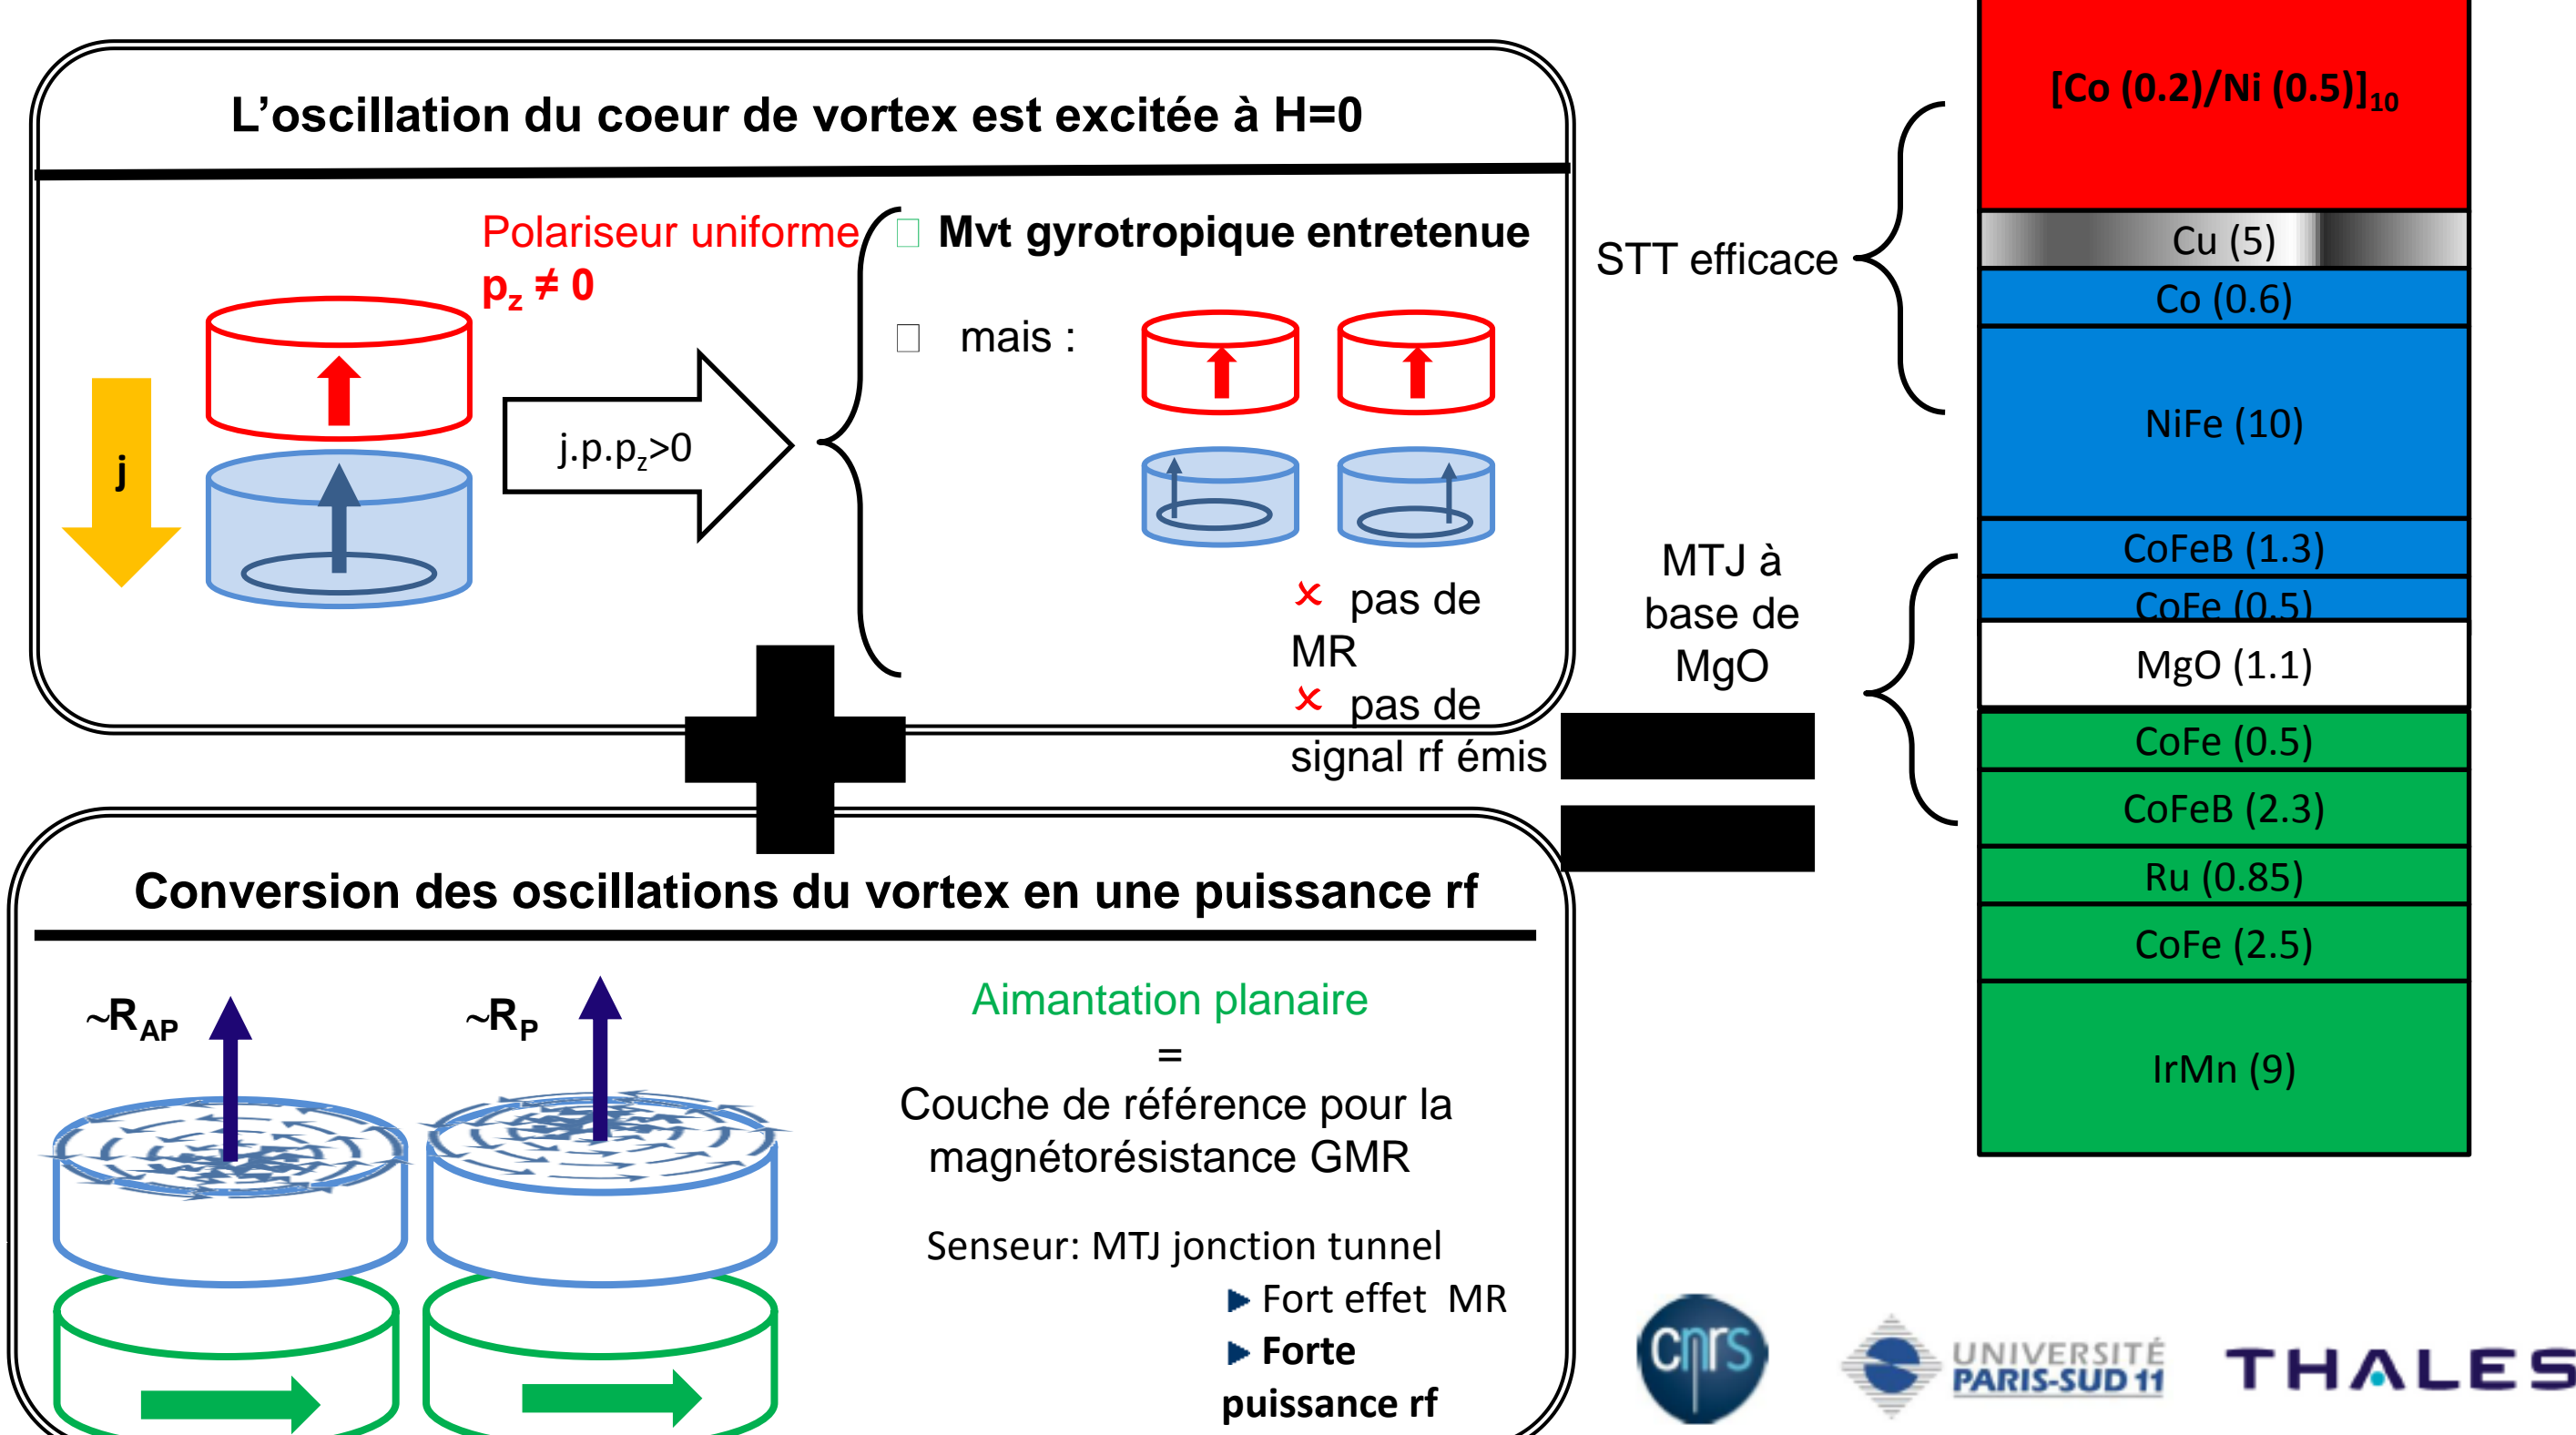 L’oscillation du coeur de vortex est excitée à H=0
Polariseur uniforme
p_z ≠ 0
j
j.p.p_z>0
Mvt gyrotropique entretenue
mais :
✕ pas de
MR
✕ pas de
signal rf émis
Conversion des oscillations du vortex en une puissance rf
~R_AP
~R_P
Aimantation planaire
=
Couche de référence pour la
magnétorésistance GMR
Senseur: MTJ jonction tunnel
► Fort effet MR
► Forte
puissance rf
STT efficace
MTJ à
base de
MgO
[Co (0.2)/Ni (0.5)]₁₀
Cu (5)
Co (0.6)
NiFe (10)
CoFeB (1.3)
CoFe (0.5)
MgO (1.1)
CoFe (0.5)
CoFeB (2.3)
Ru (0.85)
CoFe (2.5)
IrMn (9)
cnrs
UNIVERSITÉ
PARIS-SUD 11
THALES